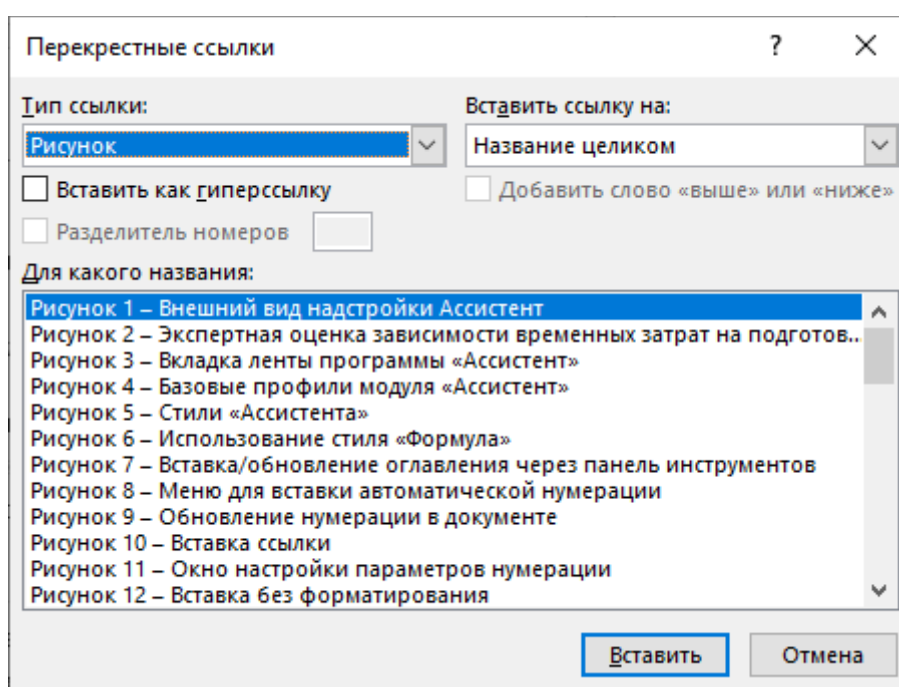 Перекрестные ссылки ?
Тип ссылки: Вставить ссылку на:
Рисунок Название целиком
Вставить как гиперссылку Добавить слово «выше» или «ниже»
Разделитель номеров
Для какого названия:
Рисунок 1 – Внешний вид надстройки Ассистент
Рисунок 2 – Экспертная оценка зависимости временных затрат на подготов...
Рисунок 3 – Вкладка ленты программы «Ассистент»
Рисунок 4 – Базовые профили модуля «Ассистент»
Рисунок 5 – Стили «Ассистента»
Рисунок 6 – Использование стиля «Формула»
Рисунок 7 – Вставка/обновление оглавления через панель инструментов
Рисунок 8 – Меню для вставки автоматической нумерации
Рисунок 9 – Обновление нумерации в документе
Рисунок 10 – Вставка ссылки
Рисунок 11 – Окно настройки параметров нумерации
Рисунок 12 – Вставка без форматирования
Вставить Отмена